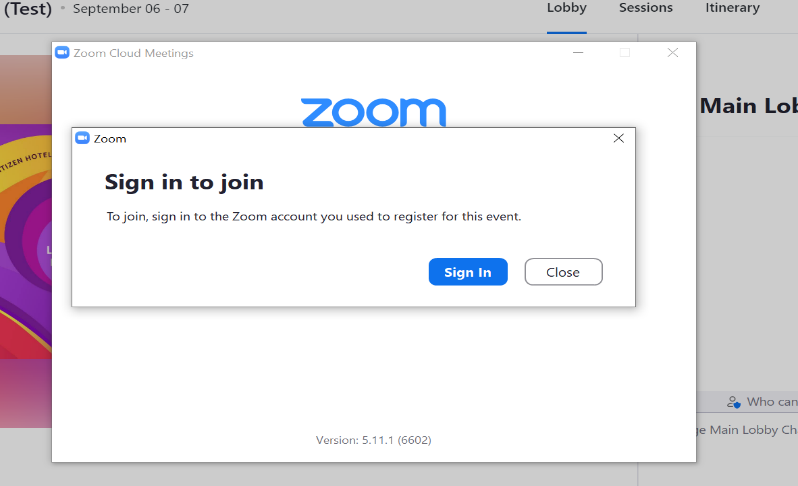 (Test) • September 06 - 07
Lobby
Sessions
Itinerary
Zoom Cloud Meetings
zoom
Main Lob
TIZEN HOTEL
Zoom
Sign in to join
To join, sign in to the Zoom account you used to register for this event.
Sign In
Close
Who can
ge Main Lobby Ch
Version: 5.11.1 (6602)